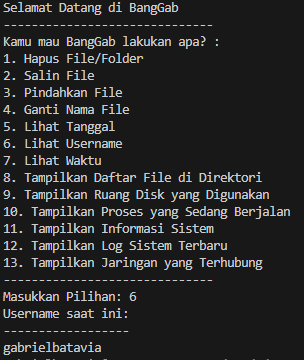 Selamat Datang di BangGab
-----------------------------
Kamu mau BangGab lakukan apa? :
1. Hapus File/Folder
2. Salin File
3. Pindahkan File
4. Ganti Nama File
5. Lihat Tanggal
6. Lihat Username
7. Lihat Waktu
8. Tampilkan Daftar File di Direktori
9. Tampilkan Ruang Disk yang Digunakan
10. Tampilkan Proses yang Sedang Berjalan
11. Tampilkan Informasi Sistem
12. Tampilkan Log Sistem Terbaru
13. Tampilkan Jaringan yang Terhubung
-----------------------------
Masukkan Pilihan: 6
Username saat ini:
------------------
gabrielbatavia